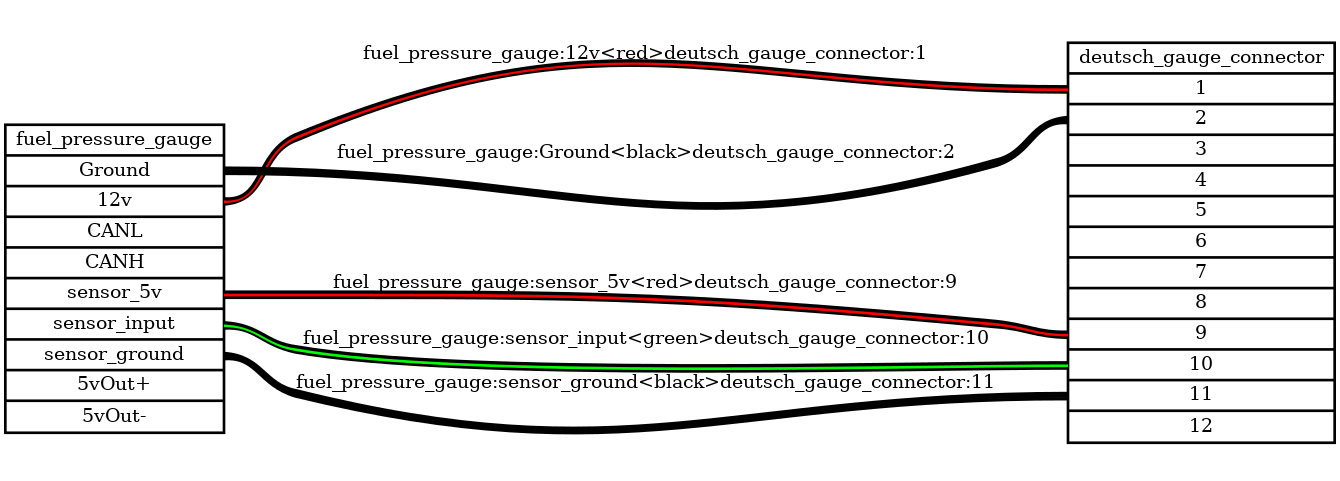 fuel_pressure_gauge
Ground
12v
CANL
CANH
sensor_5v
sensor_input
sensor_ground
5vOut+
5vOut-
fuel_pressure_gauge:12v<red>deutsch_gauge_connector:1
fuel_pressure_gauge:Ground<black>deutsch_gauge_connector:2
fuel_pressure_gauge:sensor_5v<red>deutsch_gauge_connector:9
fuel_pressure_gauge:sensor_input<green>deutsch_gauge_connector:10
fuel_pressure_gauge:sensor_ground<black>deutsch_gauge_connector:11
deutsch_gauge_connector
1
2
3
4
5
6
7
8
9
10
11
12